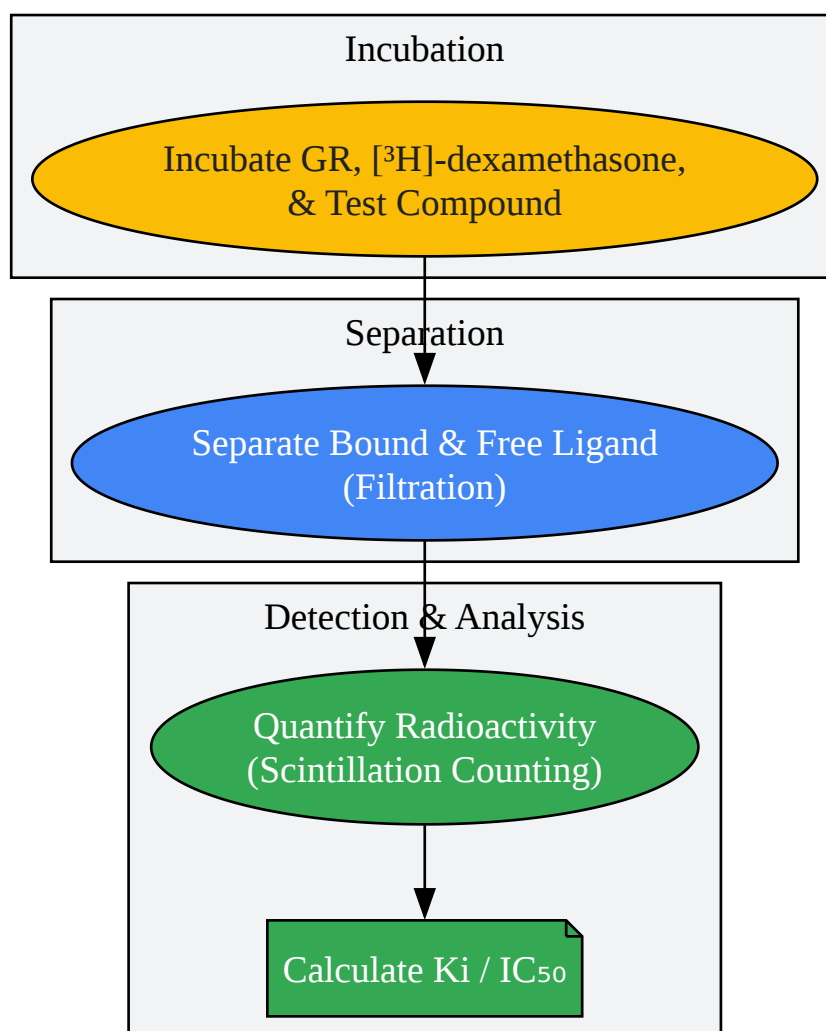 Incubation
Incubate GR, [³H]-dexamethasone,
& Test Compound
Separation
Separate Bound & Free Ligand
(Filtration)
Detection & Analysis
Quantify Radioactivity
(Scintillation Counting)
Calculate Ki / IC₅₀